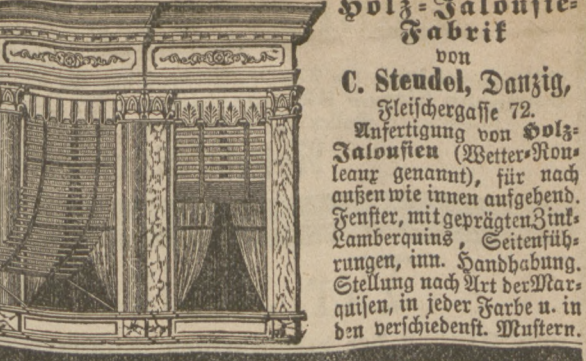 Holz-Jalousie-
Fabrik
von
C. Steudel, Danzig,
Fleischergasse 72.
Anfertigung von Holz-
Jalousien (Wetter-Rou-
leaux genannt), für nach
außen wie innen aufgehend.
Fenster, mit geprägten Zink-
Lamberquins, Seitenfüh-
rungen, inn. Handhabung.
Stellung nach Art der Mar-
quisen, in jeder Farbe u. in
den verschiedenst. Mustern.